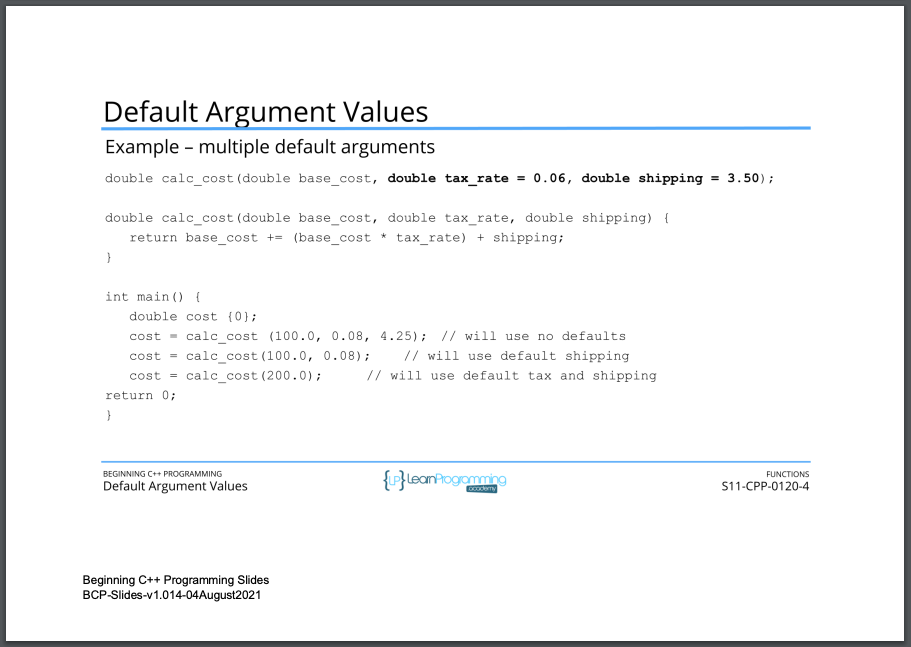 Default Argument Values
Example – multiple default arguments
double calc_cost(double base_cost, double tax_rate = 0.06, double shipping = 3.50);
double calc_cost(double base_cost, double tax_rate, double shipping) {
return base_cost += (base_cost * tax_rate) + shipping;
}
int main() {
double cost {0};
cost = calc_cost (100.0, 0.08, 4.25); // will use no defaults
cost = calc_cost(100.0, 0.08); // will use default shipping
cost = calc_cost(200.0); // will use default tax and shipping
return 0;
}
BEGINNING C++ PROGRAMMING
Default Argument Values
{LP} LearnProgramming
academy
FUNCTIONS
S11-CPP-0120-4
Beginning C++ Programming Slides
BCP-Slides-v1.014-04August2021